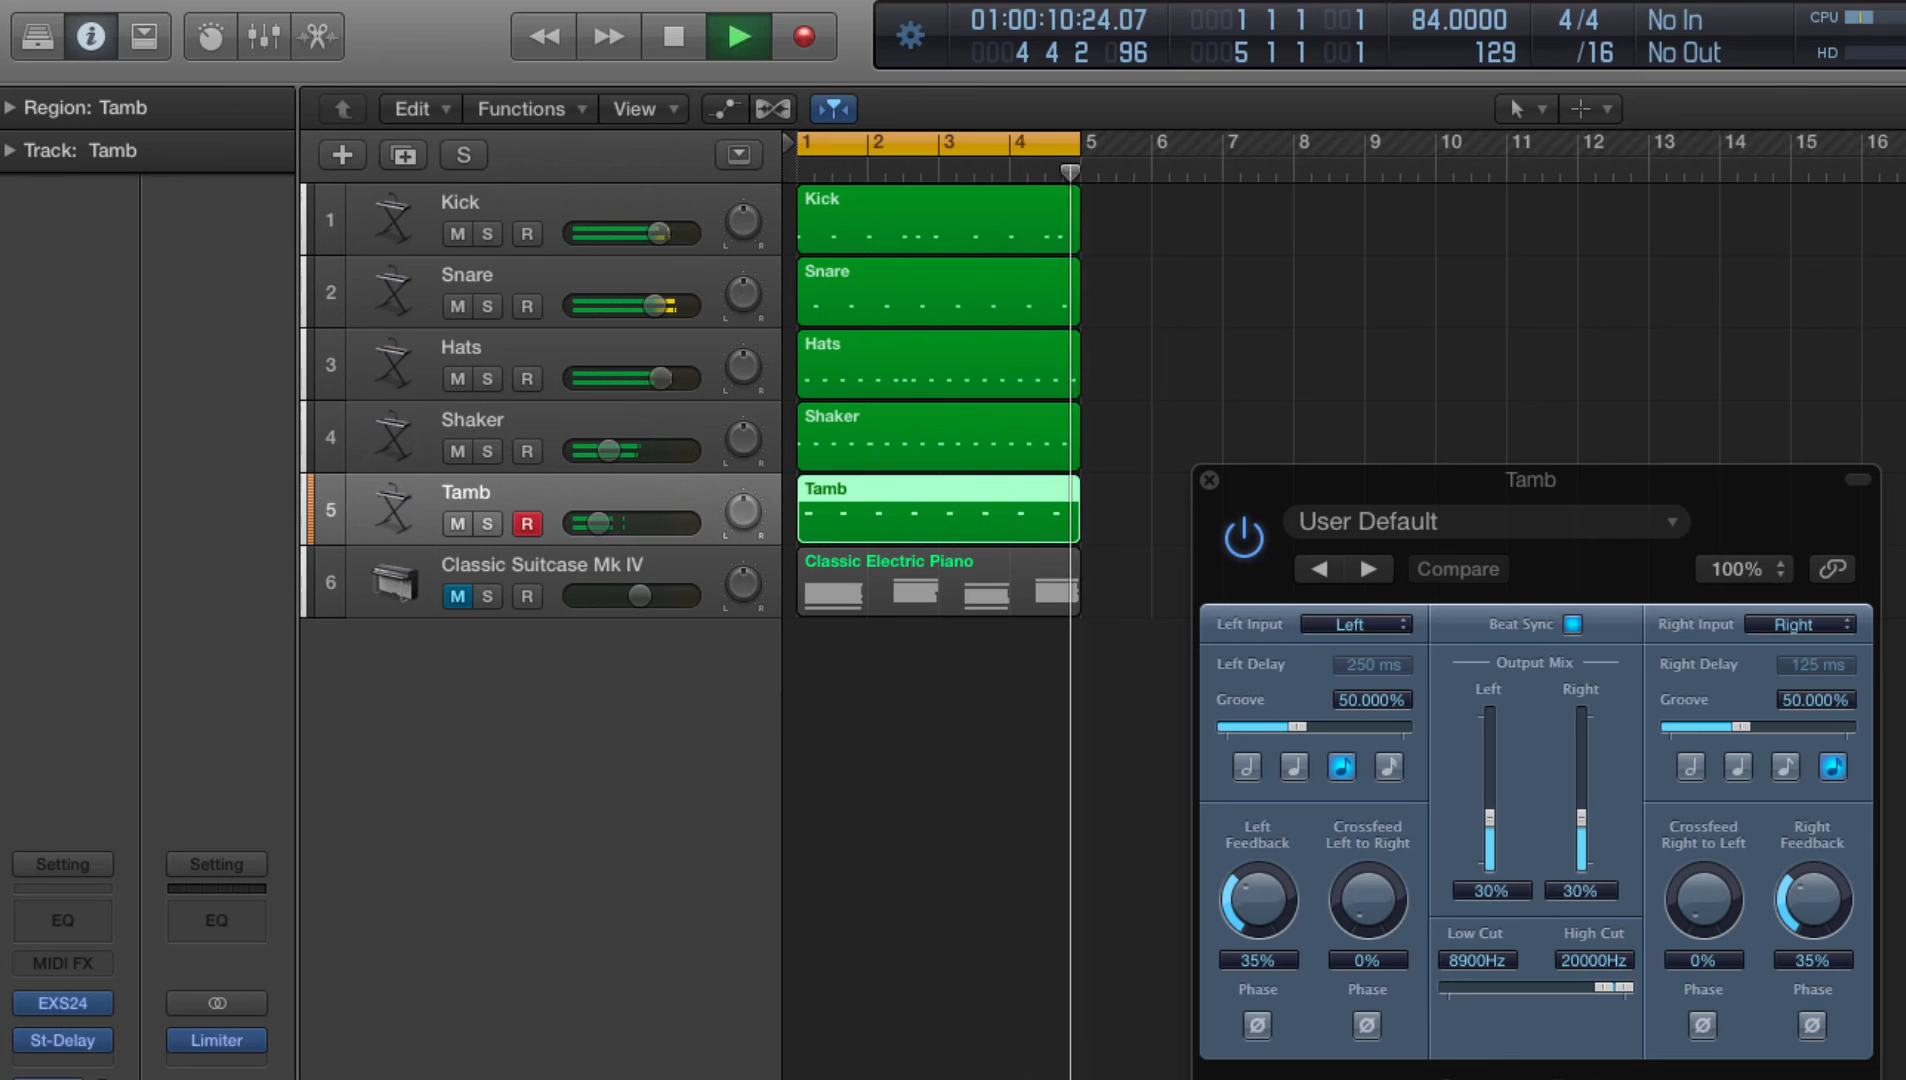 01:00:10:24.07 0001 1 1 001 84.0000 4/4 No In CPU
0004 4 2 096 0005 1 1 001 129 /16 No Out HD
Region: Tamb
Edit Functions View
Track: Tamb
S
1 2 3 4 5 6 7 8 9 10 11 12 13 14 15 16
1 Kick
M S R
L R
Kick
2 Snare
M S R
L R
Snare
3 Hats
M S R
L R
Hats
4 Shaker
M S R
L R
Shaker
5 Tamb
M S R
L R
Tamb
6 Classic Suitcase Mk IV
M S R
L R
Classic Electric Piano
Tamb
User Default
Compare 100%
Left Input Left Beat Sync Right Input Right
Left Delay 250 ms Output Mix Right Delay 125 ms
Groove 50.000% Left Right Groove 50.000%
Left Feedback
Crossfeed Left to Right
Crossfeed Right to Left
Right Feedback
30% 30%
Low Cut High Cut
35% 0% 8900Hz 20000Hz 0% 35%
Phase Phase Phase Phase
Ø Ø Ø Ø
Setting Setting
EQ EQ
MIDI FX
EXS24
St-Delay Limiter